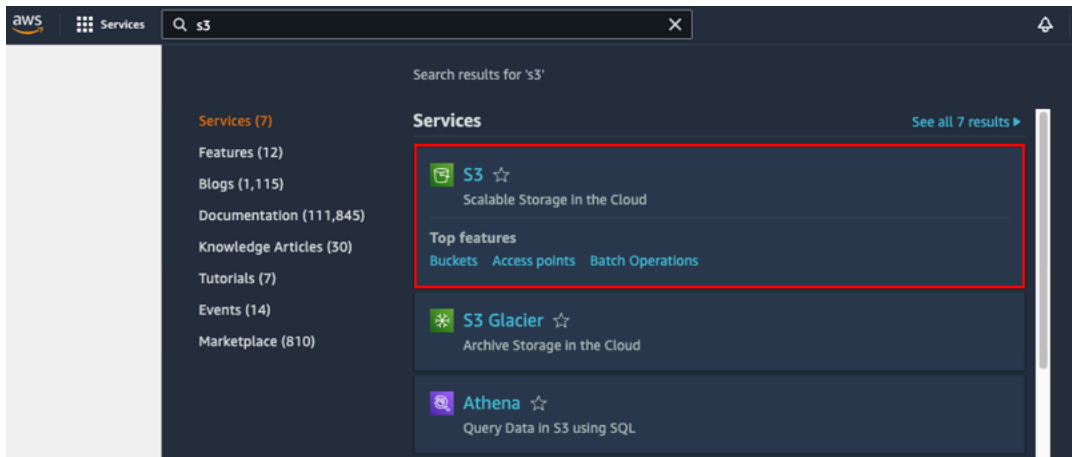 aws Services s3
Search results for 's3'
Services (7)
Features (12)
Blogs (1,115)
Documentation (111,845)
Knowledge Articles (30)
Tutorials (7)
Events (14)
Marketplace (810)
Services See all 7 results
S3
Scalable Storage in the Cloud
Top features
Buckets Access points Batch Operations
S3 Glacier
Archive Storage in the Cloud
Athena
Query Data in S3 using SQL